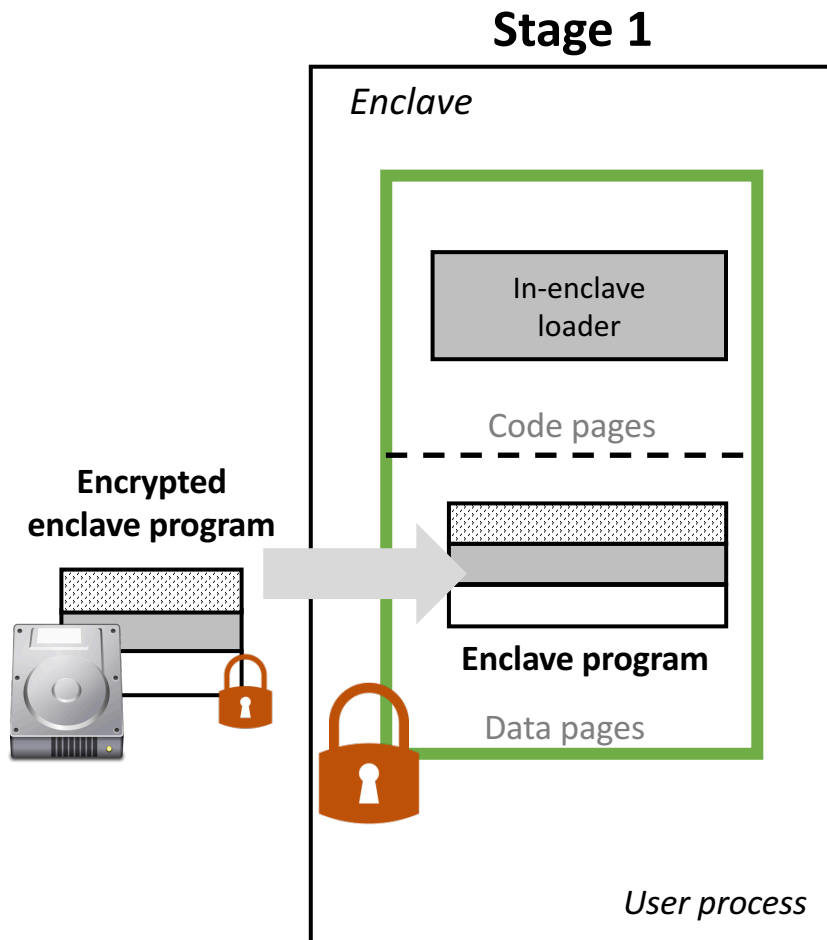 Stage 1
Enclave
In-enclave
loader
Code pages
Encrypted
enclave program
Enclave program
Data pages
User process